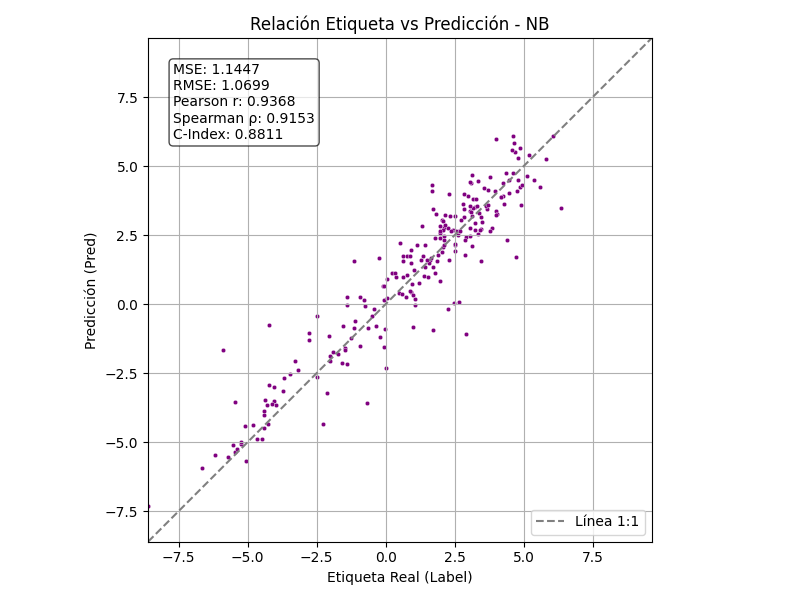 Relación Etiqueta vs Predicción - NB
MSE: 1.1447
RMSE: 1.0699
Pearson r: 0.9368
Spearman ρ: 0.9153
C-Index: 0.8811
7.5
5.0
2.5
0.0
−2.5
−5.0
−7.5
Predicción (Pred)
Línea 1:1
−7.5 −5.0 −2.5 0.0 2.5 5.0 7.5
Etiqueta Real (Label)